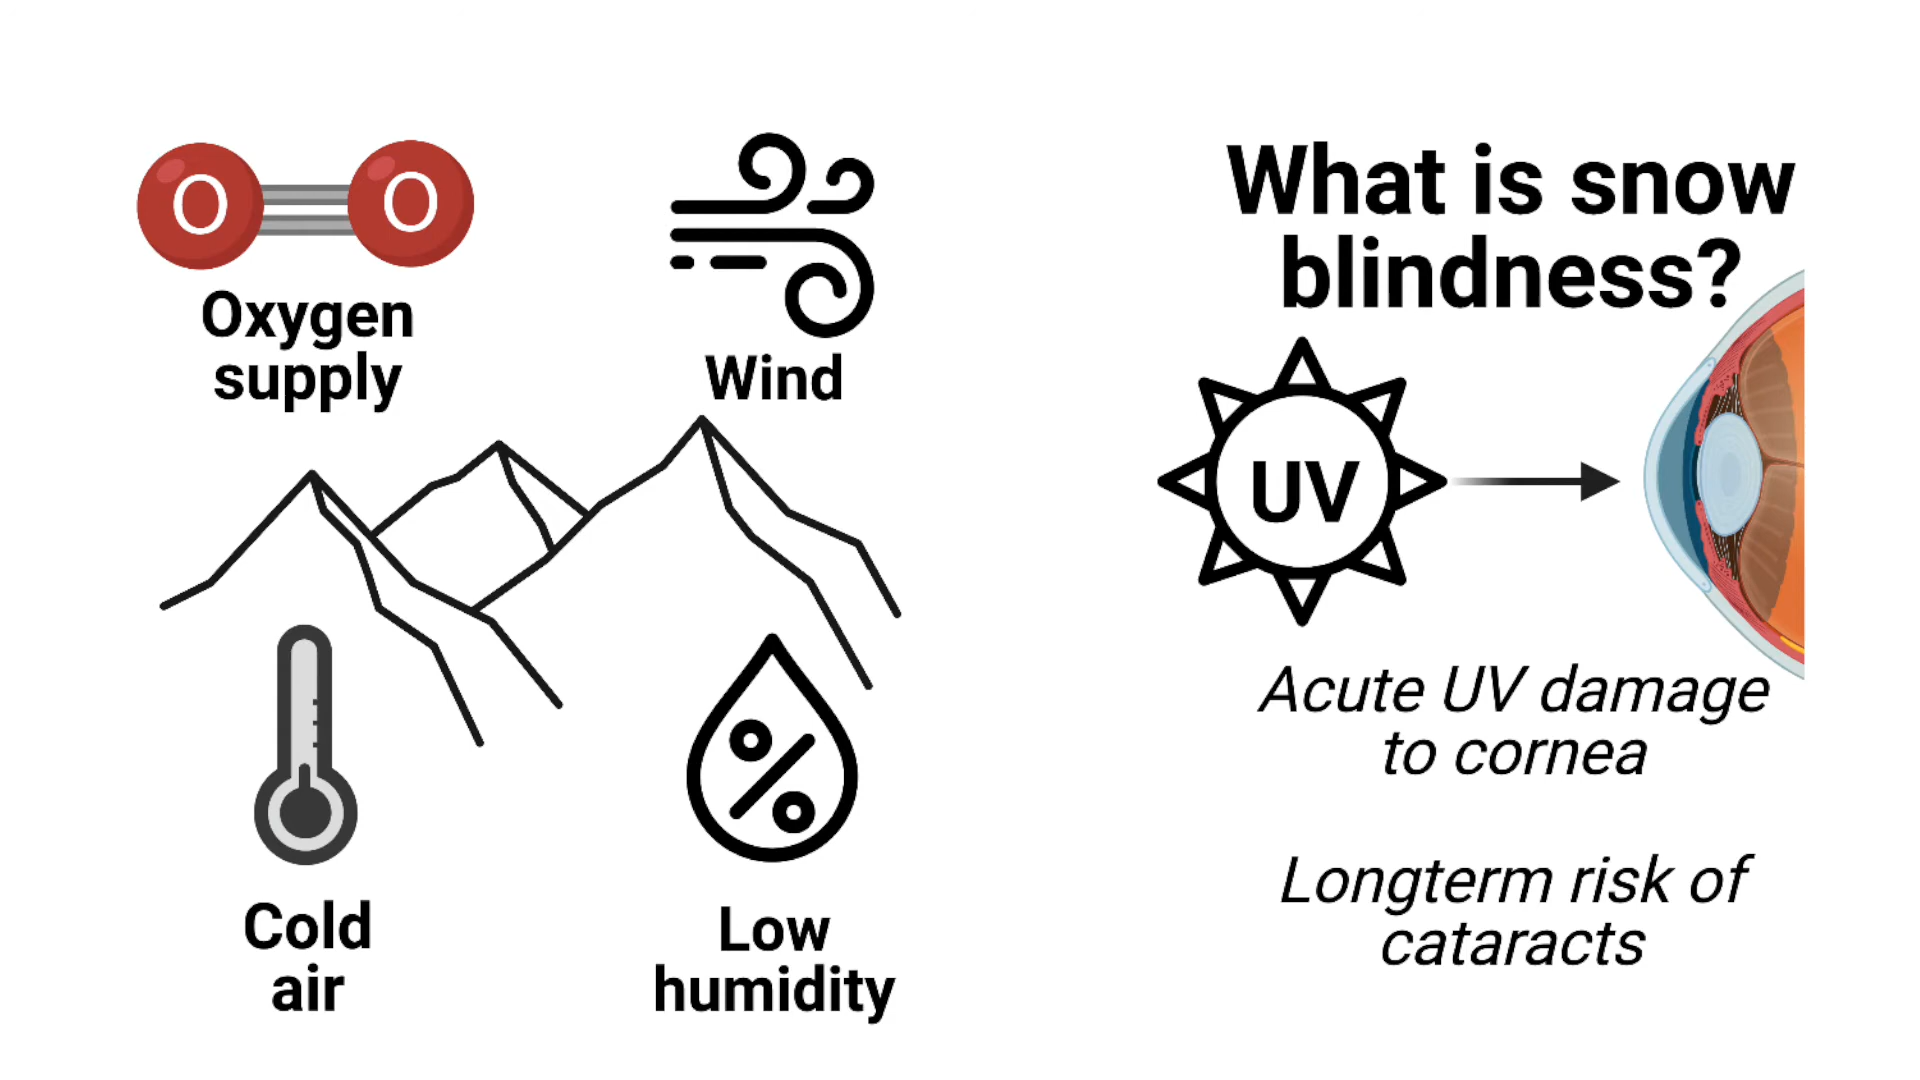 O O
Oxygen
supply
Wind
Cold
air
%
Low
humidity
What is snow
blindness?
UV
Acute UV damage
to cornea
Longterm risk of
cataracts